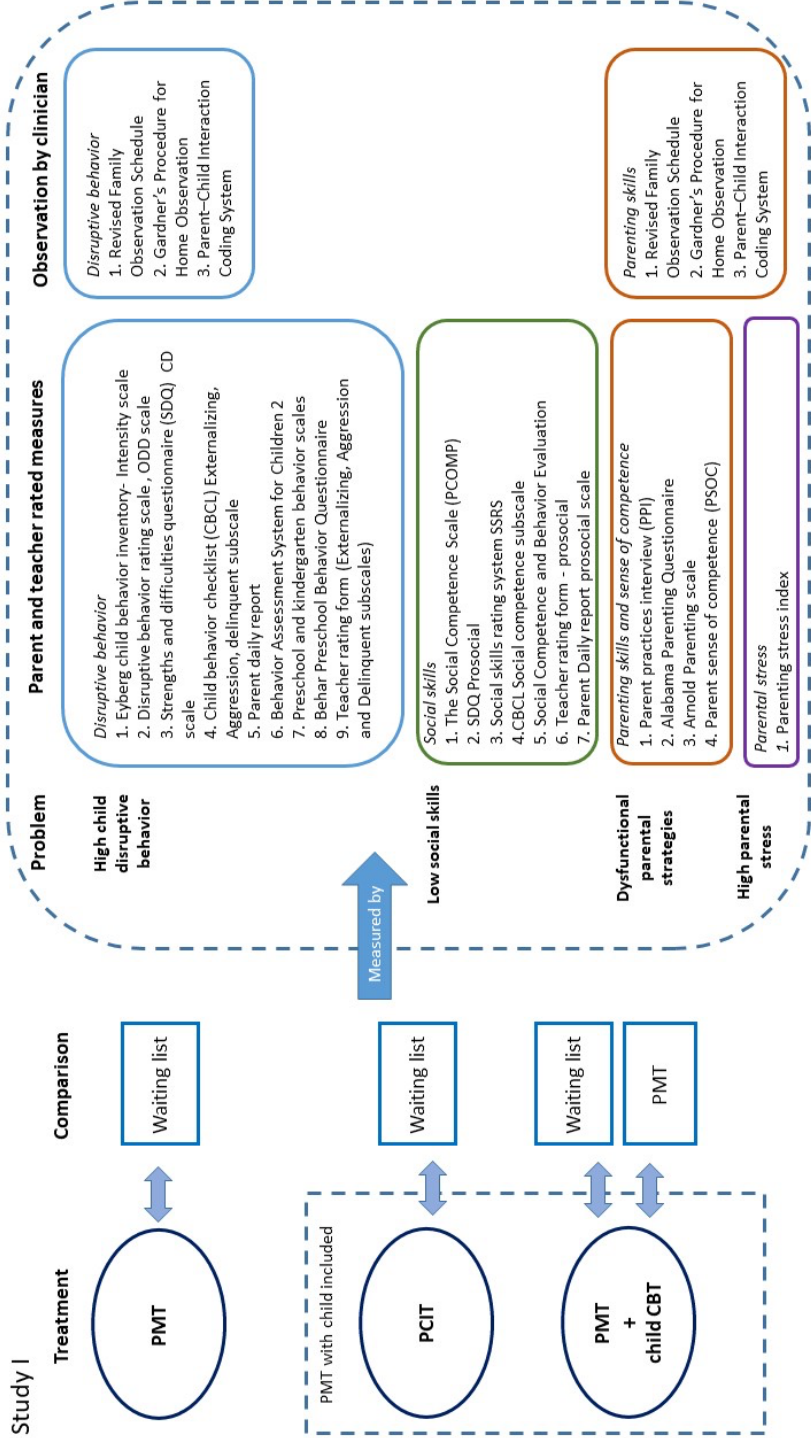 Study I
Treatment
Comparison
PMT
Waiting list
PMT with child included
PCIT
Waiting list
PMT
+
child CBT
Waiting list
PMT
Measured by
Problem
Parent and teacher rated measures
Observation by clinician
High child
disruptive
behavior
Disruptive behavior
1. Eyberg child behavior inventory- Intensity scale
2. Disruptive behavior rating scale , ODD scale
3. Strengths and difficulties questionnaire (SDQ) CD
scale
4. Child behavior checklist (CBCL) Externalizing,
Aggression, delinquent subscale
5. Parent daily report
6. Behavior Assessment System for Children 2
7. Preschool and kindergarten behavior scales
8. Behar Preschool Behavior Questionnaire
9. Teacher rating form (Externalizing, Aggression
and Delinquent subscales)
Disruptive behavior
1. Revised Family
Observation Schedule
2. Gardner's Procedure for
Home Observation
3. Parent–Child Interaction
Coding System
Low social skills
Social skills
1. The Social Competence Scale (PCOMP)
2. SDQ Prosocial
3. Social skills rating system SSRS
4.CBCL Social competence subscale
5. Social Competence and Behavior Evaluation
6. Teacher rating form - prosocial
7. Parent Daily report prosocial scale
Dysfunctional
parental
strategies
Parenting skills and sense of competence
1. Parent practices interview (PPI)
2. Alabama Parenting Questionnaire
3. Arnold Parenting scale
4. Parent sense of competence (PSOC)
Parenting skills
1. Revised Family
Observation Schedule
2. Gardner's Procedure for
Home Observation
3. Parent–Child Interaction
Coding System
High parental
stress
Parental stress
1. Parenting stress index